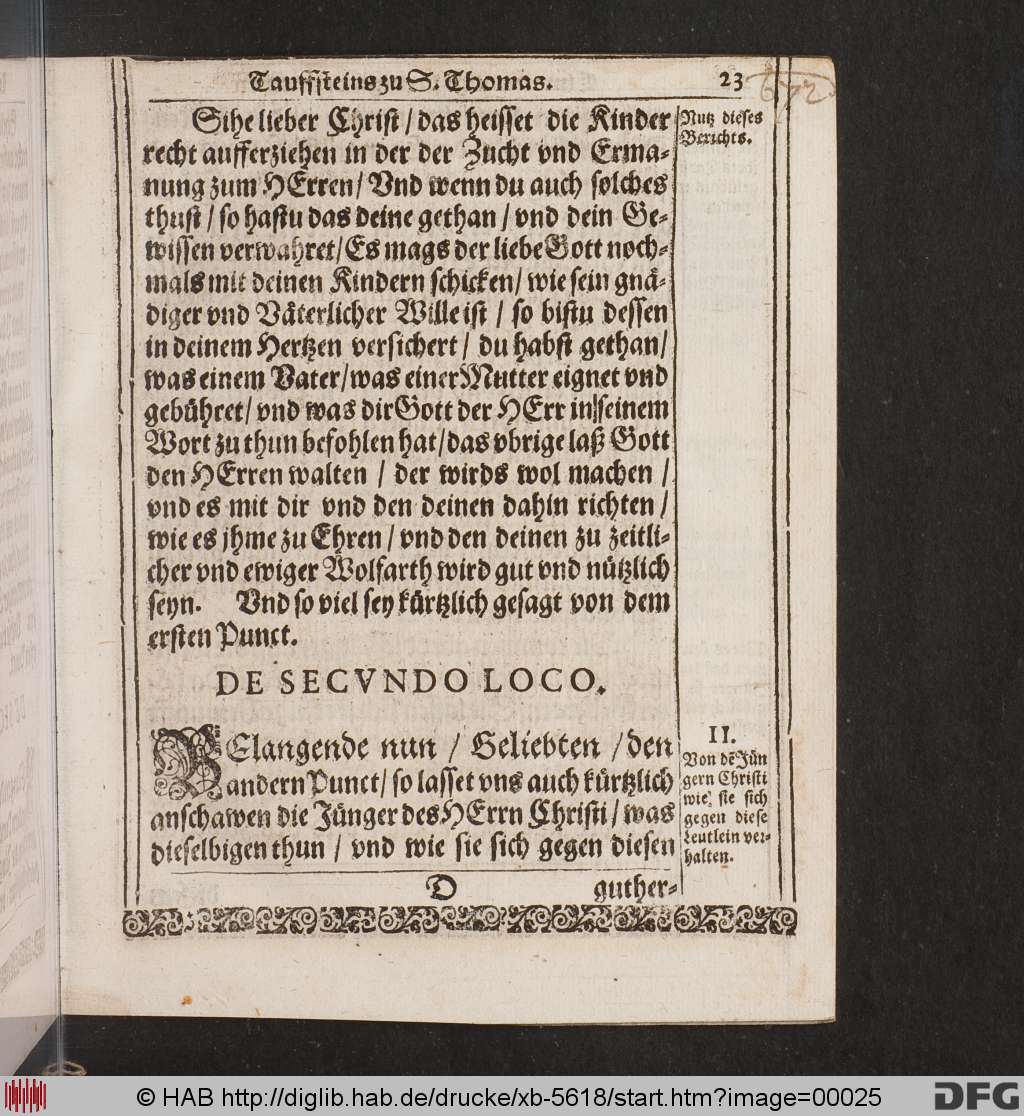 Tauffsteins zu S. Thomas. 23
672
Sihe lieber Christ / das heisset die Kinder
recht aufferziehen in der der Zucht vnd Erma-
nung zum HErren / Vnd wenn du auch solches
thust / so hastu das deine gethan / vnd dein Ge-
wissen verwahret / Es mags der liebe Gott noch-
mals mit deinen Kindern schicken / wie sein gnä-
diger vnd Väterlicher Wille ist / so bistu dessen
in deinem Hertzen versichert / du habst gethan /
was einem Vater / was einer Mutter eignet vnd
gebühret / vnd was dir Gott der HErr in seinem
Wort zu thun befohlen hat / das vbrige laß Gott
den HErren walten / der wirds wol machen /
vnd es mit dir vnd den deinen dahin richten /
wie es jhme zu Ehren / vnd den deinen zu zeitli-
cher vnd ewiger Wolfarth wird gut vnd nützlich
seyn. Vnd so viel sey kürtzlich gesagt von dem
ersten Punct.
Nutz dieses
Berichts.
DE SECVNDO LOCO.
BElangende nun / Geliebten / den
andern Punct / so lasset vns auch kürtzlich
anschawen die Jünger des HErrn Christi / was
dieselbigen thun / vnd wie sie sich gegen diesen
II.
Von dē Jün
gern Christi
wie sie sich
gegen diese
Leutlein ver-
halten.
D guther-
© HAB http://diglib.hab.de/drucke/xb-5618/start.htm?image=00025
DFG